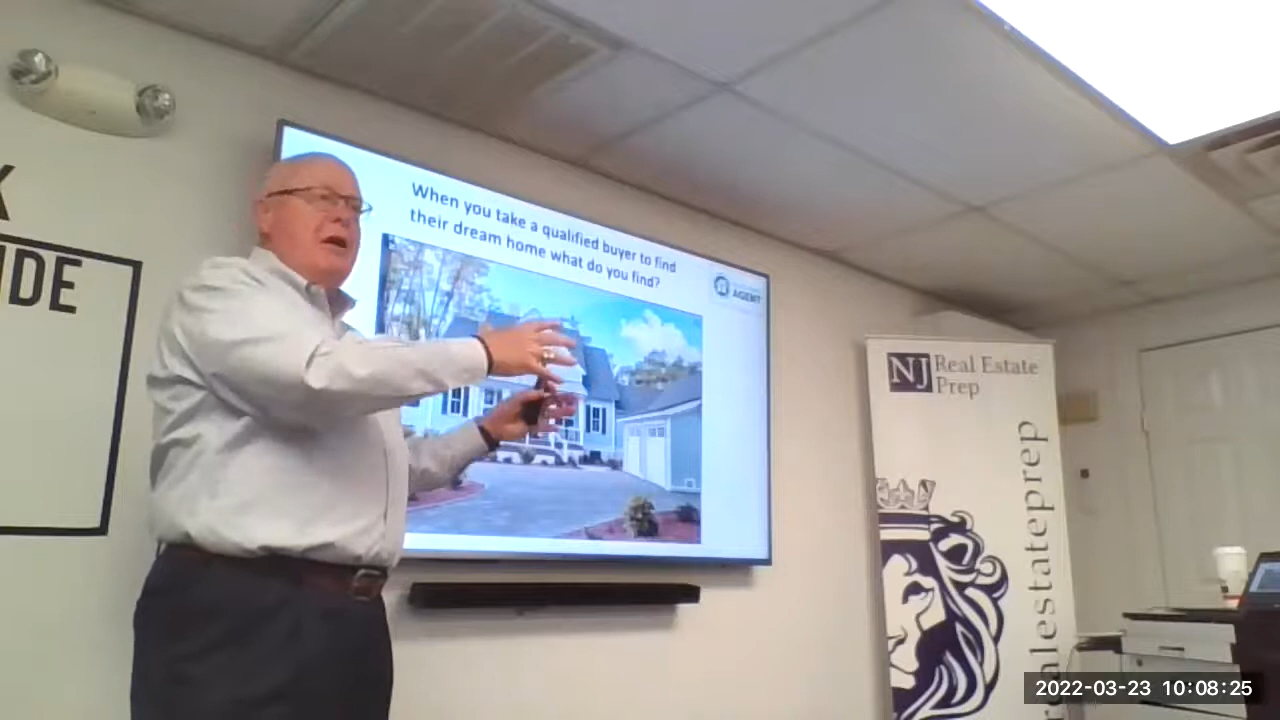 IDE
When you take a qualified buyer to find
their dream home what do you find?
AGENT
NJ Real Estate
Prep
realestateprep
2022-03-23 10:08:25